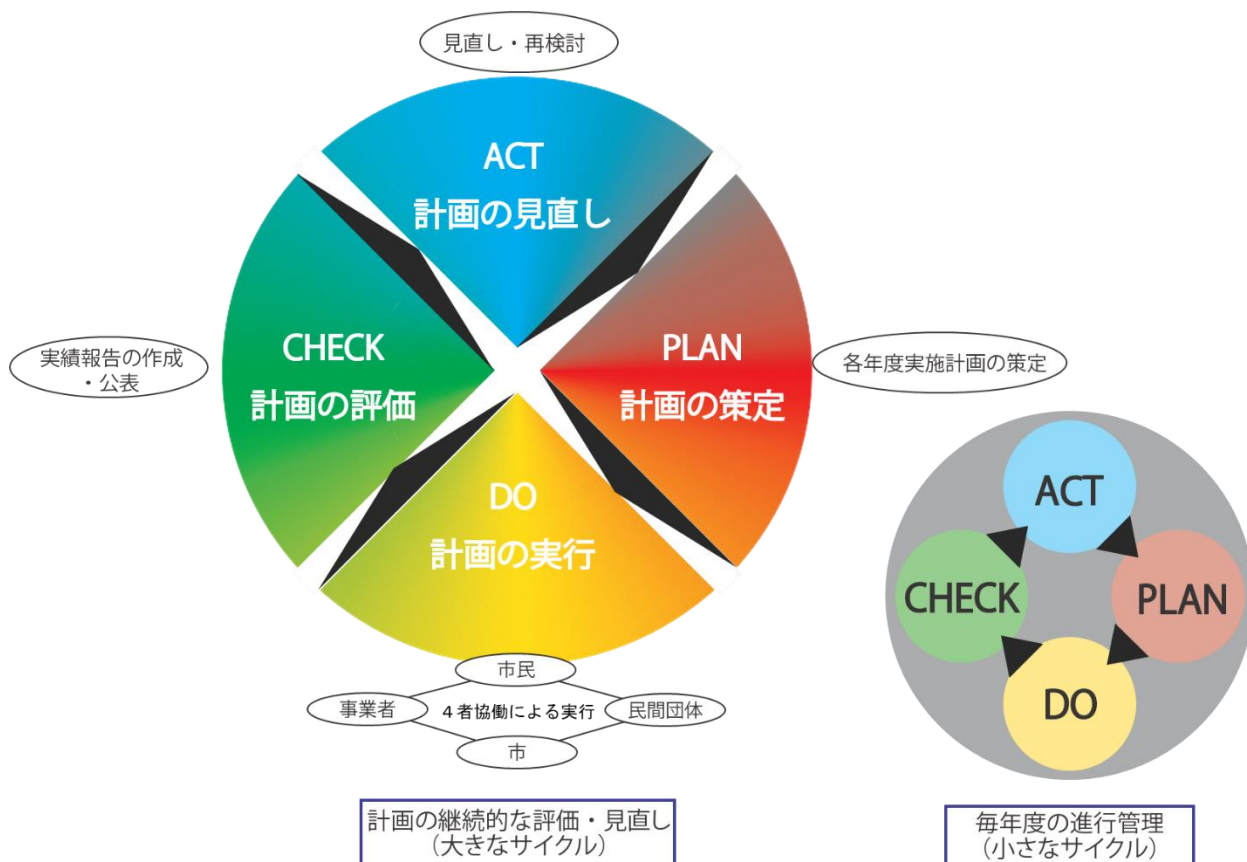 見直し・再検討
ACT
計画の見直し
CHECK
計画の評価
PLAN
計画の策定
実績報告の作成
・公表
各年度実施計画の策定
DO
計画の実行
市民
事業者
4者協働による実行
民間団体
市
計画の継続的な評価・見直し
(大きなサイクル)
ACT
CHECK
PLAN
DO
毎年度の進行管理
(小さなサイクル)